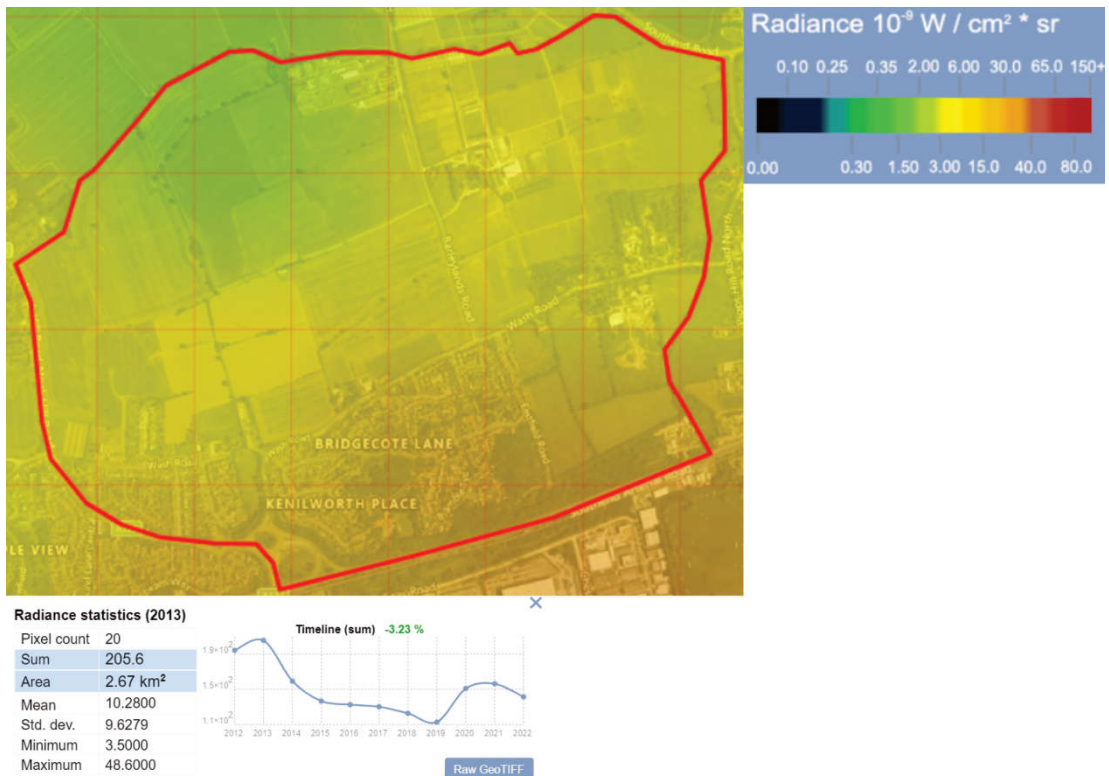 Southend Road
Radiance 10⁻⁹ W / cm² * sr
0.10 0.25 0.35 2.00 6.00 30.0 65.0 150+
0.00 0.30 1.50 3.00 15.0 40.0 80.0
Barrylands Road
Wash Road
Road North
BRIDGECOTE LANE
Wash Road
KENILWORTH PLACE
PLE VIEW
Radiance statistics (2013)
Pixel count 20
Sum 205.6
Area 2.67 km²
Mean 10.2800
Std. dev. 9.6279
Minimum 3.5000
Maximum 48.6000
Timeline (sum) -3.23 %
1.9×10²
1.5×10²
1.1×10²
2012 2013 2014 2015 2016 2017 2018 2019 2020 2021 2022
Raw GeoTIFF